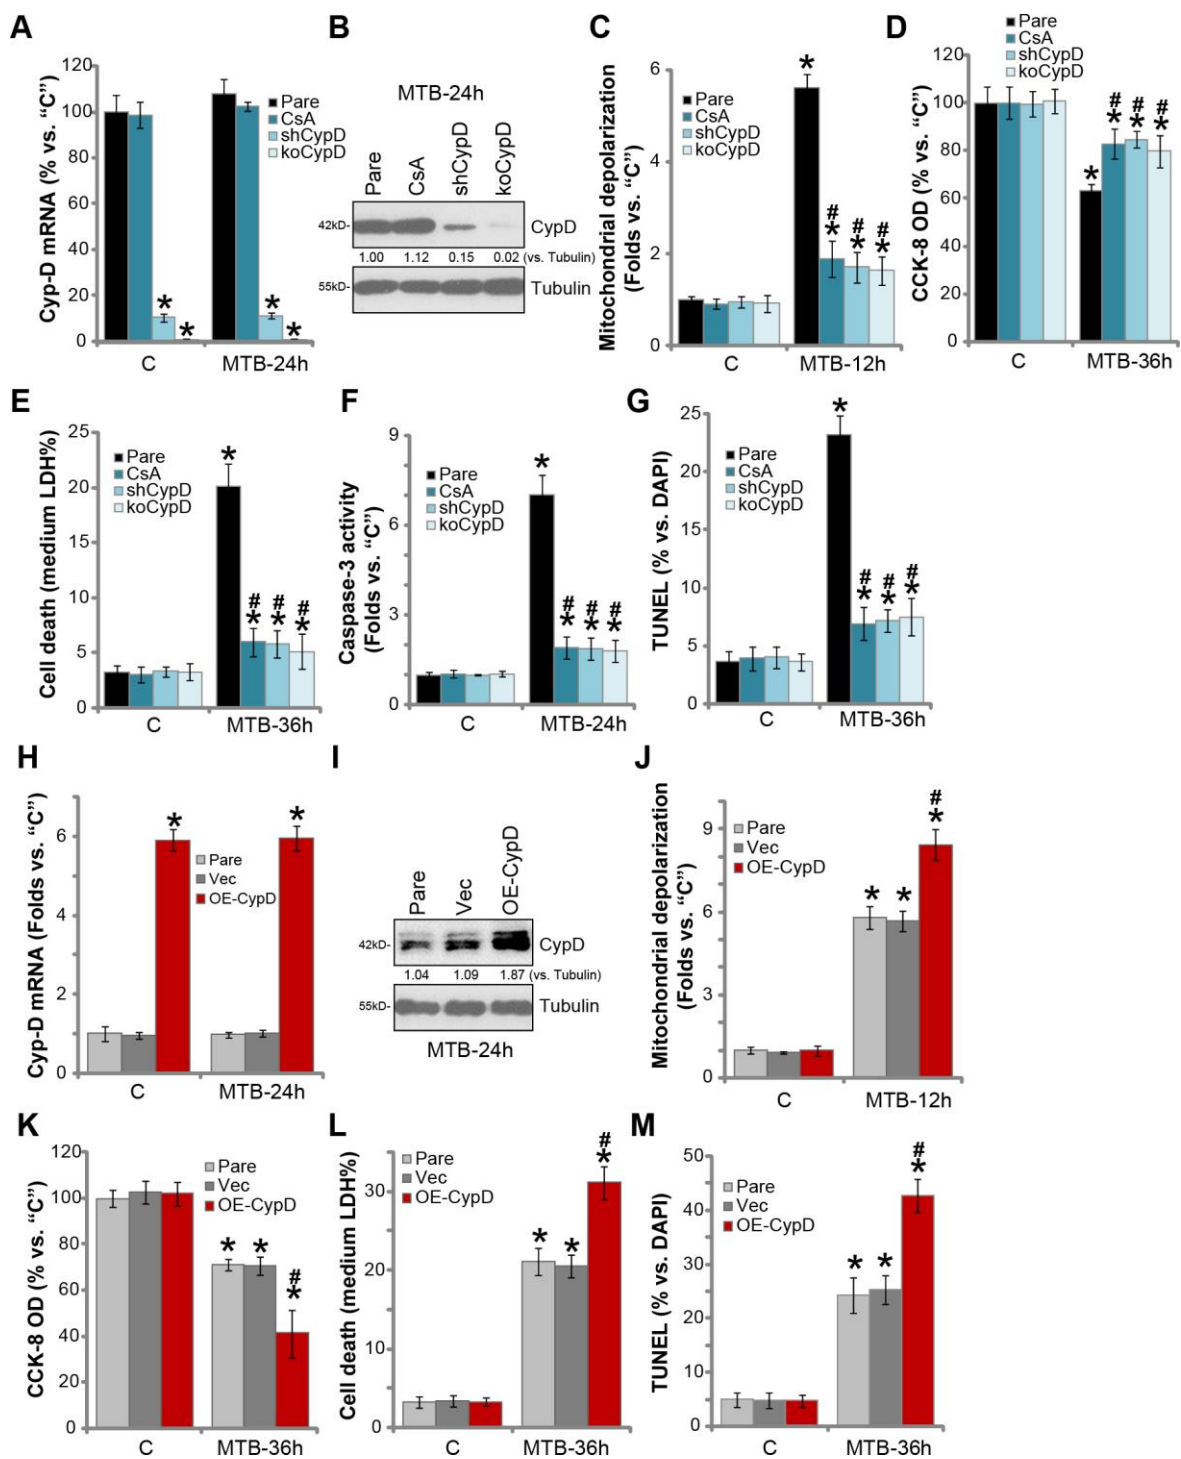 A
Cyp-D mRNA (% vs. “C”)
120
100
80
60
40
20
0
Pare
CsA
shCypD
koCypD
*
*
*
*
C
MTB-24h
B
MTB-24h
Pare
CsA
shCypD
koCypD
42kD-
CypD
1.00 1.12 0.15 0.02 (vs. Tubulin)
55kD-
Tubulin
C
Mitochondrial depolarization
(Folds vs. “C”)
6
4
2
0
Pare
CsA
shCypD
koCypD
*
# # #
* * *
C
MTB-12h
D
CCK-8 OD (% vs. “C”)
120
100
80
60
40
20
0
Pare
CsA
shCypD
koCypD
*
# # #
* * *
C
MTB-36h
E
Cell death (medium LDH%)
25
20
15
10
5
0
Pare
CsA
shCypD
koCypD
*
# # #
* * *
C
MTB-36h
F
Caspase-3 activity
(Folds vs. “C”)
9
6
3
0
Pare
CsA
shCypD
koCypD
*
# # #
* * *
C
MTB-24h
G
TUNEL (% vs. DAPI)
25
20
15
10
5
0
Pare
CsA
shCypD
koCypD
*
# # #
* * *
C
MTB-36h
H
Cyp-D mRNA (Folds vs. “C”)
6
4
2
0
Pare
Vec
OE-CypD
*
*
C
MTB-24h
I
Pare
Vec
OE-CypD
42kD-
CypD
1.04 1.09 1.87 (vs. Tubulin)
55kD-
Tubulin
MTB-24h
J
Mitochondrial depolarization
(Folds vs. “C”)
9
6
3
0
Pare
Vec
OE-CypD
* *
#
*
C
MTB-12h
K
CCK-8 OD (% vs. “C”)
120
100
80
60
40
20
0
Pare
Vec
OE-CypD
* *
#
*
C
MTB-36h
L
Cell death (medium LDH%)
30
20
10
0
Pare
Vec
OE-CypD
* *
#
*
C
MTB-36h
M
TUNEL (% vs. DAPI)
50
40
30
20
10
0
Pare
Vec
OE-CypD
* *
#
*
C
MTB-36h